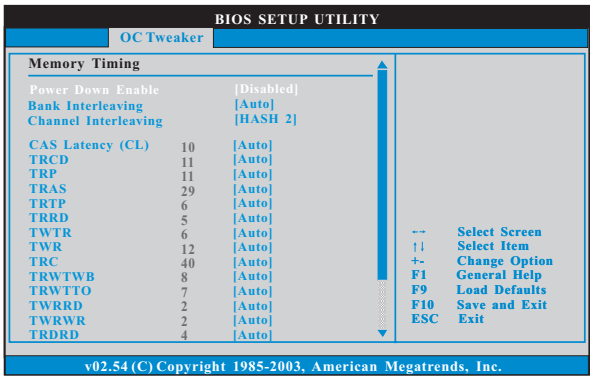 BIOS SETUP UTILITY
OC Tweaker
Memory Timing
Power Down Enable [Disabled]
Bank Interleaving [Auto]
Channel Interleaving [HASH 2]
CAS Latency (CL) 10 [Auto]
TRCD 11 [Auto]
TRP 11 [Auto]
TRAS 29 [Auto]
TRTP 6 [Auto]
TRRD 5 [Auto]
TWTR 6 [Auto]
TWR 12 [Auto]
TRC 40 [Auto]
TRWTWB 8 [Auto]
TRWTTO 7 [Auto]
TWRRD 2 [Auto]
TWRWR 2 [Auto]
TRDRD 4 [Auto]
←→ Select Screen
↑↓ Select Item
+- Change Option
F1 General Help
F9 Load Defaults
F10 Save and Exit
ESC Exit
v02.54 (C) Copyright 1985-2003, American Megatrends, Inc.